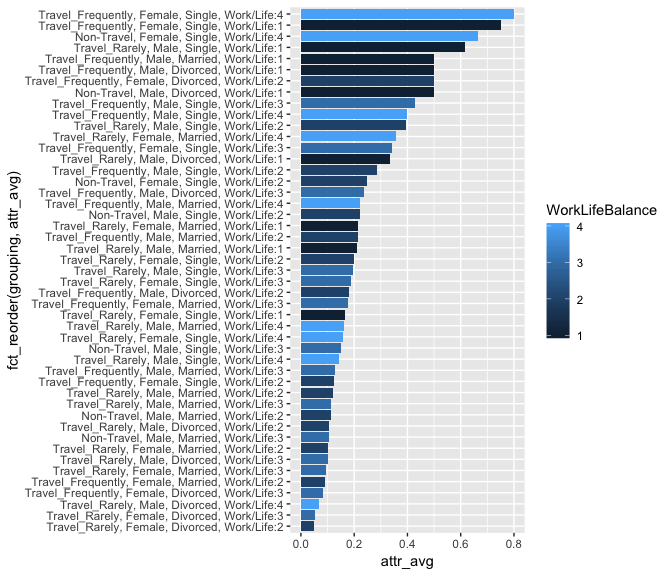 Travel_Frequently, Female, Single, Work/Life:4
Travel_Frequently, Female, Single, Work/Life:1
Non-Travel, Female, Single, Work/Life:4
Travel_Rarely, Male, Single, Work/Life:1
Travel_Frequently, Male, Married, Work/Life:1
Travel_Frequently, Male, Divorced, Work/Life:1
Travel_Frequently, Female, Divorced, Work/Life:2
Non-Travel, Male, Divorced, Work/Life:1
Travel_Frequently, Male, Single, Work/Life:3
Travel_Frequently, Male, Single, Work/Life:4
Travel_Rarely, Male, Single, Work/Life:2
Travel_Rarely, Female, Married, Work/Life:4
Travel_Frequently, Female, Single, Work/Life:3
Travel_Rarely, Male, Divorced, Work/Life:1
Travel_Frequently, Male, Single, Work/Life:2
Non-Travel, Female, Single, Work/Life:2
Travel_Frequently, Male, Divorced, Work/Life:3
Travel_Frequently, Male, Married, Work/Life:4
Non-Travel, Male, Single, Work/Life:2
Travel_Rarely, Female, Married, Work/Life:1
Travel_Frequently, Male, Married, Work/Life:2
Travel_Rarely, Male, Married, Work/Life:1
Travel_Rarely, Female, Single, Work/Life:2
Travel_Rarely, Male, Single, Work/Life:3
Travel_Rarely, Female, Single, Work/Life:3
Travel_Frequently, Male, Divorced, Work/Life:2
Travel_Frequently, Female, Married, Work/Life:3
Travel_Rarely, Female, Single, Work/Life:1
Travel_Rarely, Male, Married, Work/Life:4
Travel_Rarely, Female, Single, Work/Life:4
Non-Travel, Male, Single, Work/Life:3
Travel_Rarely, Male, Single, Work/Life:4
Travel_Frequently, Male, Married, Work/Life:3
Travel_Frequently, Female, Single, Work/Life:2
Travel_Rarely, Male, Married, Work/Life:2
Travel_Rarely, Male, Married, Work/Life:3
Non-Travel, Male, Married, Work/Life:2
Travel_Rarely, Male, Divorced, Work/Life:2
Non-Travel, Male, Married, Work/Life:3
Travel_Rarely, Female, Married, Work/Life:2
Travel_Rarely, Male, Divorced, Work/Life:3
Travel_Rarely, Female, Married, Work/Life:3
Travel_Frequently, Female, Married, Work/Life:2
Travel_Frequently, Female, Divorced, Work/Life:3
Travel_Rarely, Male, Divorced, Work/Life:4
Travel_Rarely, Female, Divorced, Work/Life:3
Travel_Rarely, Female, Divorced, Work/Life:2
fct_reorder(grouping, attr_avg)
0.0 0.2 0.4 0.6 0.8
attr_avg
WorkLifeBalance
4
3
2
1